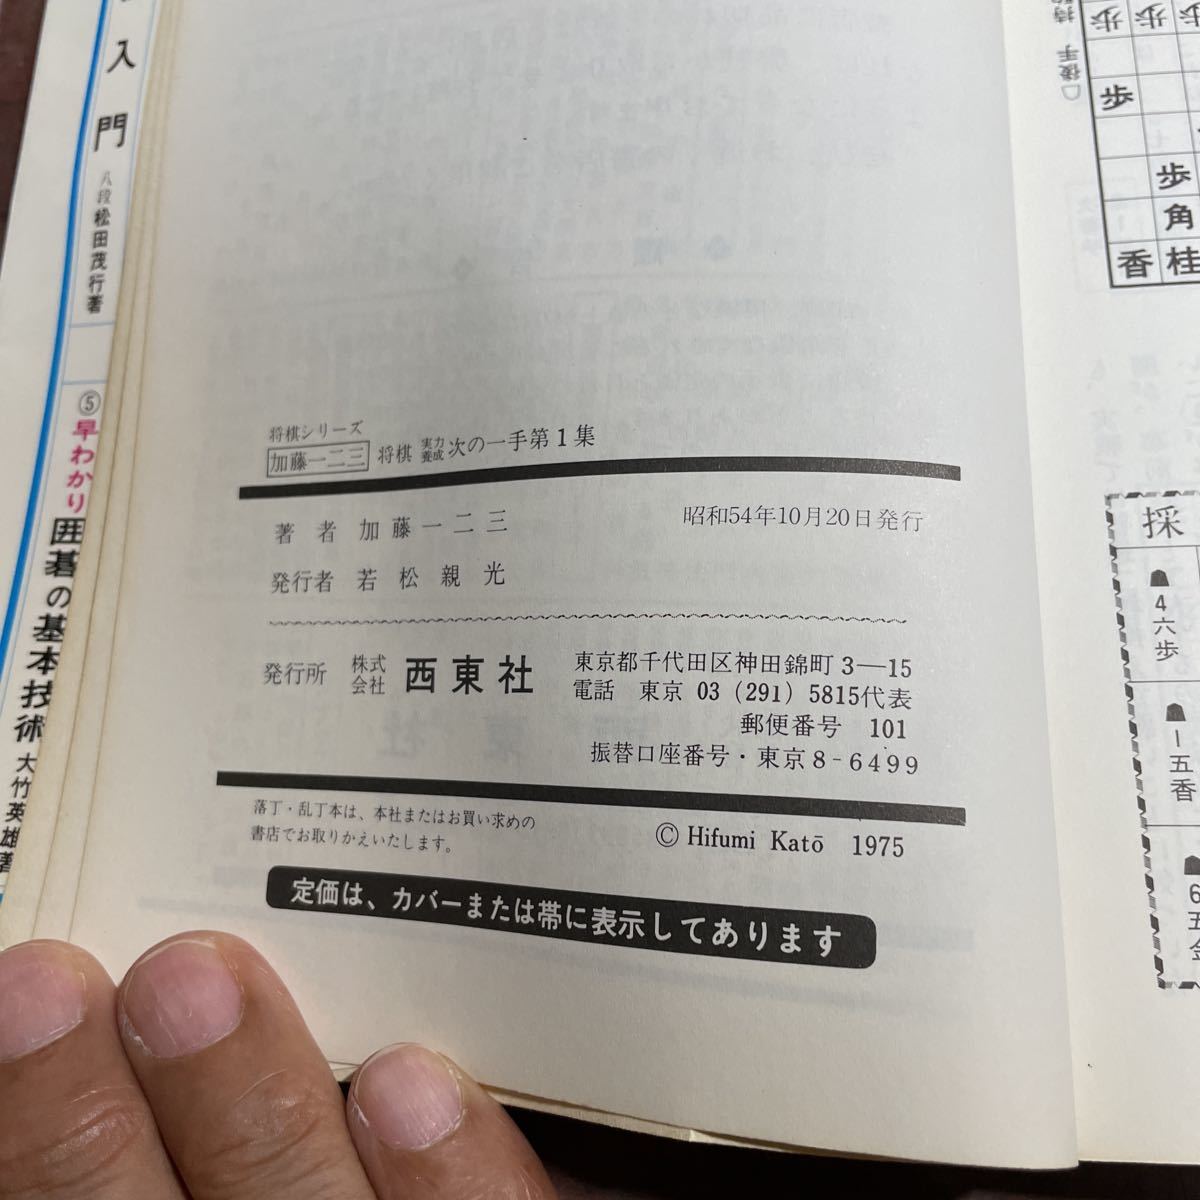 入門
八段 松田茂行著
⑤早わかり囲碁の基本技術 大竹英雄著
将棋シリーズ
加藤一二三 将棋 実力養成 次の一手第1集
著者 加藤一二三
昭和54年10月20日発行
発行者 若松親光
発行所 株式会社 西東社
東京都千代田区神田錦町3―15
電話 東京 03 (291) 5815代表
郵便番号 101
振替口座番号・東京8-6499
落丁・乱丁本は、本社またはお買い求めの
書店でお取りかえいたします。
© Hifumi Katō 1975
定価は、カバーまたは帯に表示してあります
後手 持
歩 歩 歩
歩
歩
角
香 桂
採
☗4六歩
☗1五香
☗6五金